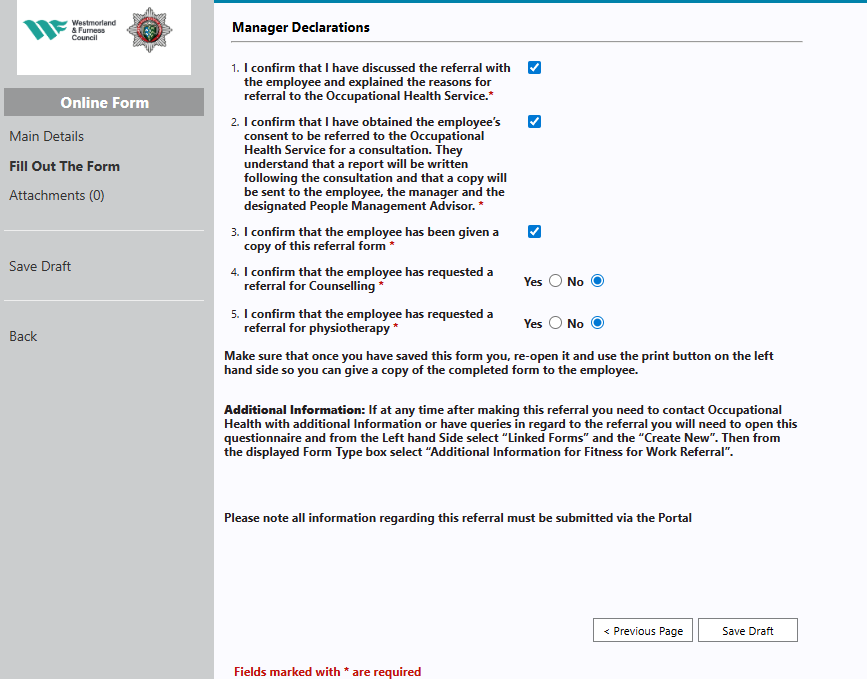 Westmorland
& Furness
Council
Online Form
Main Details
Fill Out The Form
Attachments (0)
Save Draft
Back
Manager Declarations
1. I confirm that I have discussed the referral with
the employee and explained the reasons for
referral to the Occupational Health Service.*
2. I confirm that I have obtained the employee's
consent to be referred to the Occupational
Health Service for a consultation. They
understand that a report will be written
following the consultation and that a copy will
be sent to the employee, the manager and the
designated People Management Advisor. *
3. I confirm that the employee has been given a
copy of this referral form *
4. I confirm that the employee has requested a
referral for Counselling *
Yes No
5. I confirm that the employee has requested a
referral for physiotherapy *
Yes No
Make sure that once you have saved this form you, re-open it and use the print button on the left
hand side so you can give a copy of the completed form to the employee.
Additional Information: If at any time after making this referral you need to contact Occupational
Health with additional Information or have queries in regard to the referral you will need to open this
questionnaire and from the Left hand Side select “Linked Forms” and the “Create New”. Then from
the displayed Form Type box select “Additional Information for Fitness for Work Referral”.
Please note all information regarding this referral must be submitted via the Portal
< Previous Page
Save Draft
Fields marked with * are required